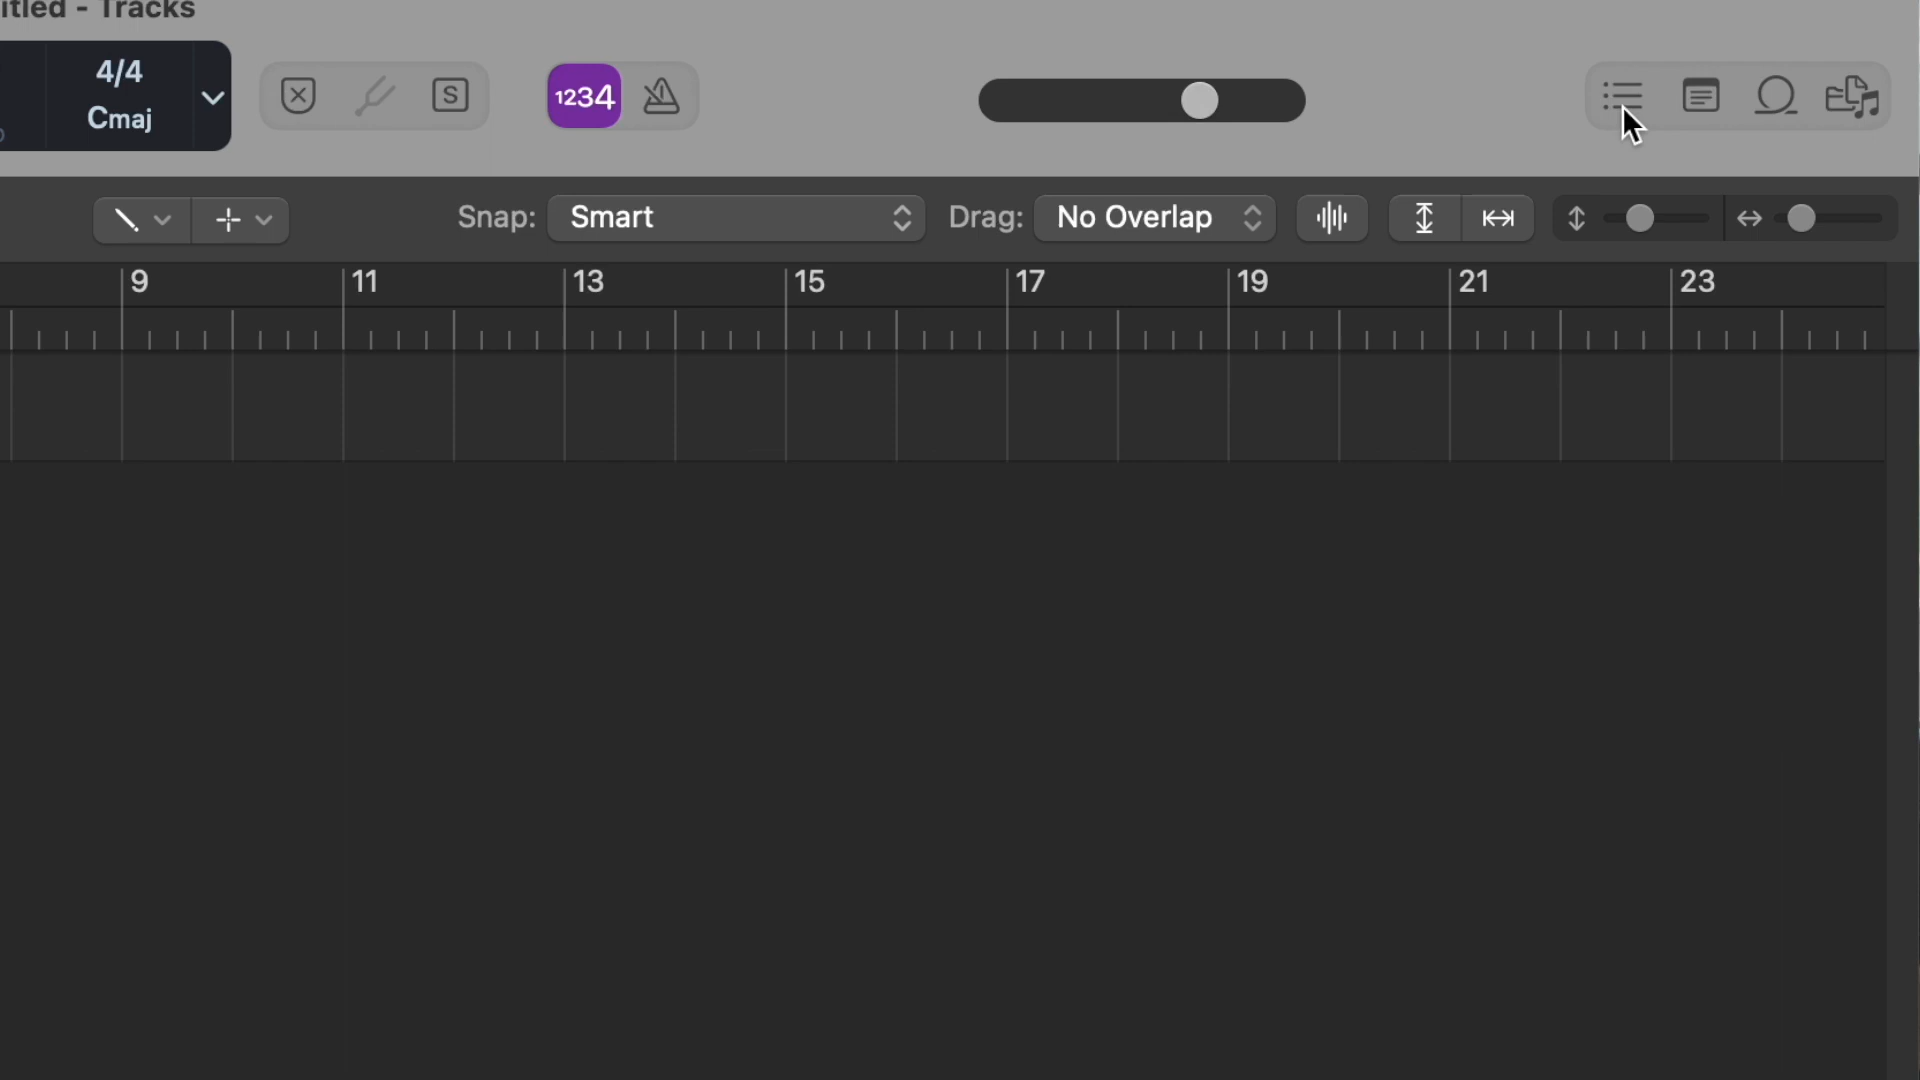 itled - Tracks
4/4
Cmaj
S
1234
Snap: Smart
Drag: No Overlap
9 11 13 15 17 19 21 23